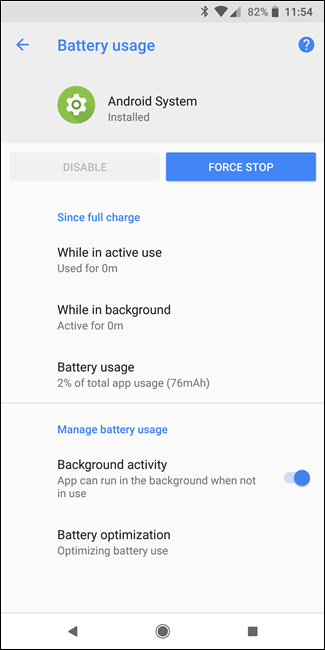 82% 11:54
Battery usage
Android System
Installed
DISABLE
FORCE STOP
Since full charge
While in active use
Used for 0m
While in background
Active for 0m
Battery usage
2% of total app usage (76mAh)
Manage battery usage
Background activity
App can run in the background when not
in use
Battery optimization
Optimizing battery use